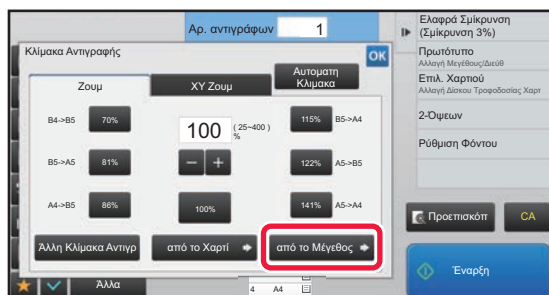 Αρ. αντιγράφων 1
Κλίμακα Αντιγραφής
OK
Ζουμ
XY Ζουμ
Αυτοματη
Κλιμακα
B4->B5 70%
100 (25~400)
%
115% B5->A4
B5->A5 81%
− +
122% A5->B5
A4->B5 86%
100%
141% A5->A4
Άλλη Κλίμακα Αντιγρ
από το Χαρτί
από το Μέγεθος
Άλλα
4 A4
Ελαφρά Σμίκρυνση
(Σμίκρυνση 3%)
Πρωτότυπο
Αλλαγή Μεγέθους/Διεύθ
Επιλ. Χαρτιού
Αλλαγή Δίσκου Τροφοδοσίας Χαρτ
2-Όψεων
Ρύθμιση Φόντου
Προεπισκόπ
CA
Έναρξη